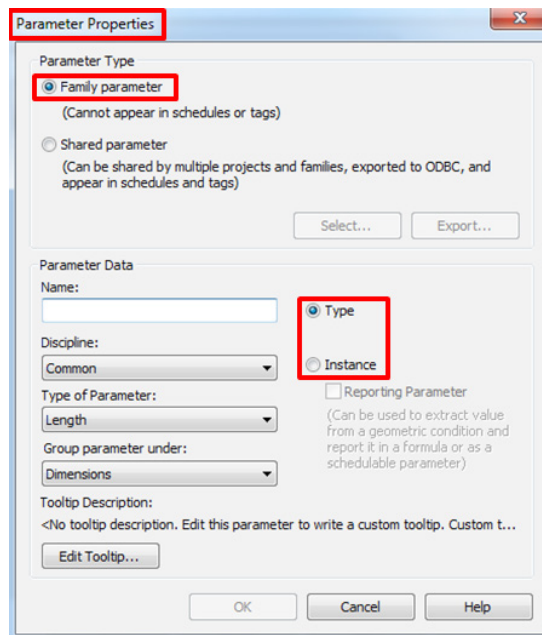 Parameter Properties
x
Parameter Type
Family parameter
(Cannot appear in schedules or tags)
Shared parameter
(Can be shared by multiple projects and families, exported to ODBC, and
appear in schedules and tags)
Select...
Export...
Parameter Data
Name:
Type
Discipline:
Common
Instance
Type of Parameter:
Reporting Parameter
Length
(Can be used to extract value
from a geometric condition and
report it in a formula or as a
schedulable parameter)
Group parameter under:
Dimensions
Tooltip Description:
<No tooltip description. Edit this parameter to write a custom tooltip. Custom t...
Edit Tooltip...
OK
Cancel
Help